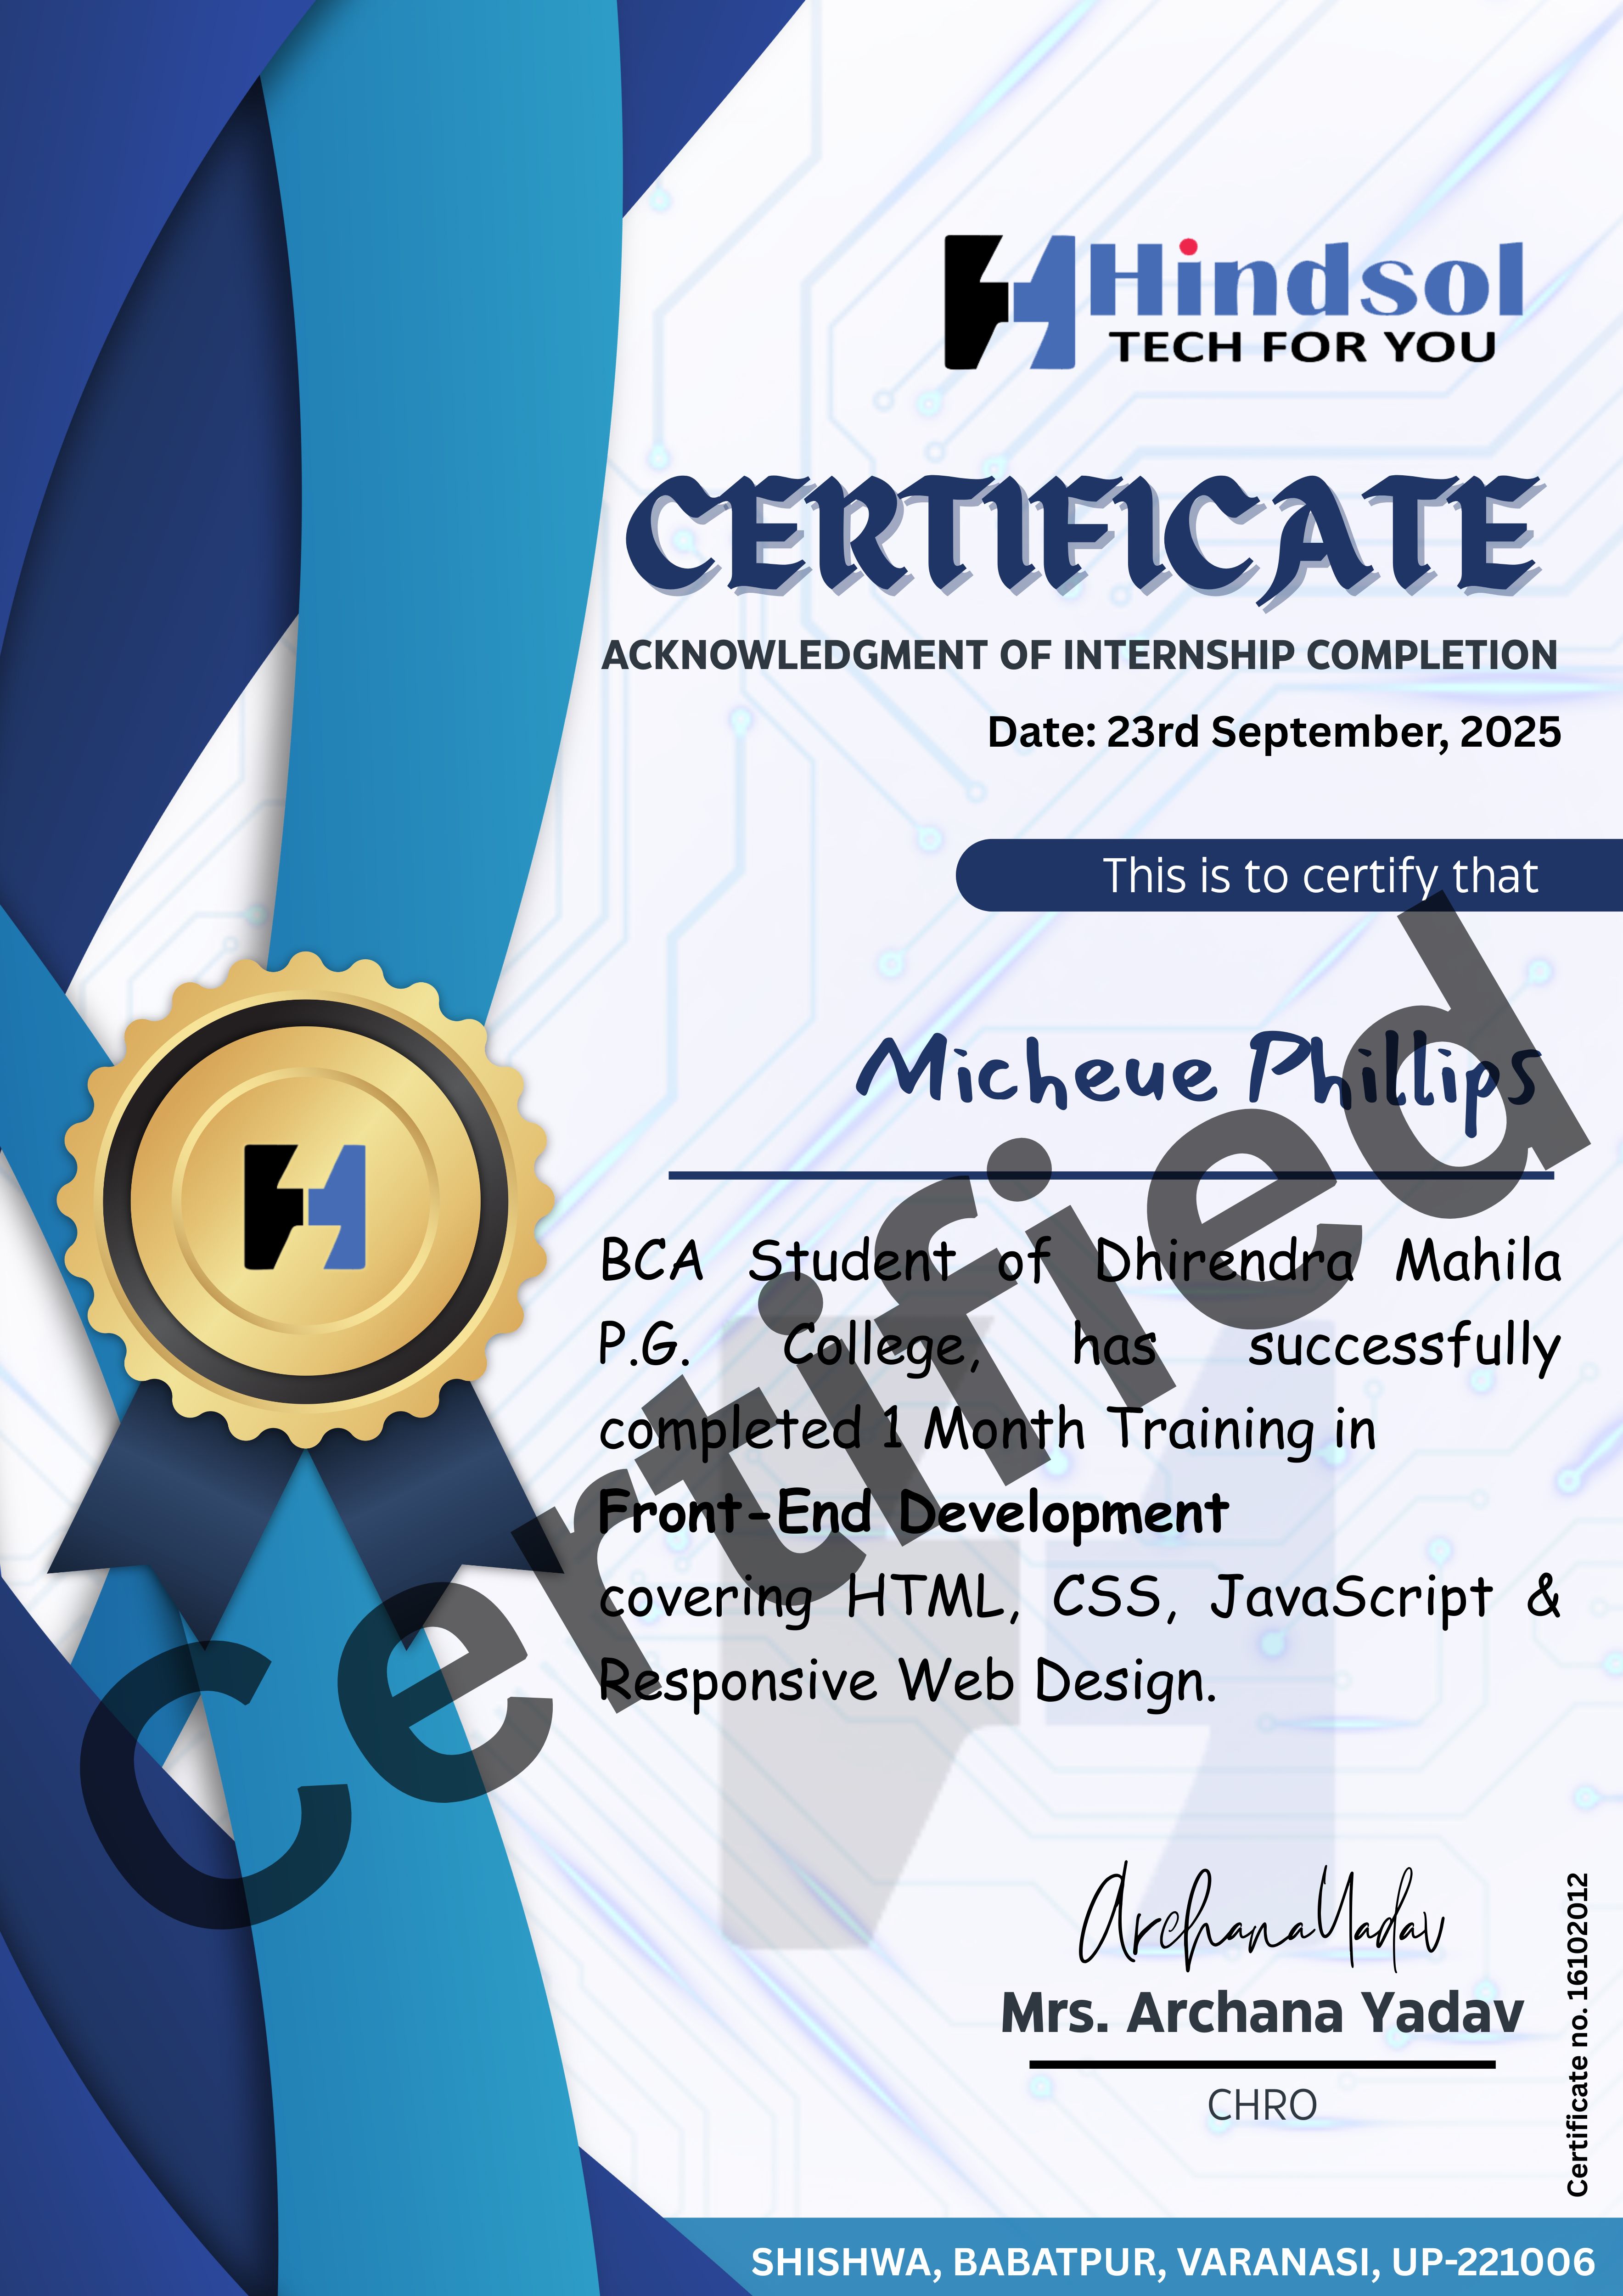 Hindsol
TECH FOR YOU
CERTIFICATE
ACKNOWLEDGMENT OF INTERNSHIP COMPLETION
Date: 23rd September, 2025
This is to certify that
Micheue Phillips
BCA Student of Dhirendra Mahila
P.G. College, has successfully
completed 1 Month Training in
Front-End Development
covering HTML, CSS, JavaScript &
Responsive Web Design.
Certified
Archana Yadav
Mrs. Archana Yadav
CHRO
Certificate no. 16102012
SHISHWA, BABATPUR, VARANASI, UP-221006